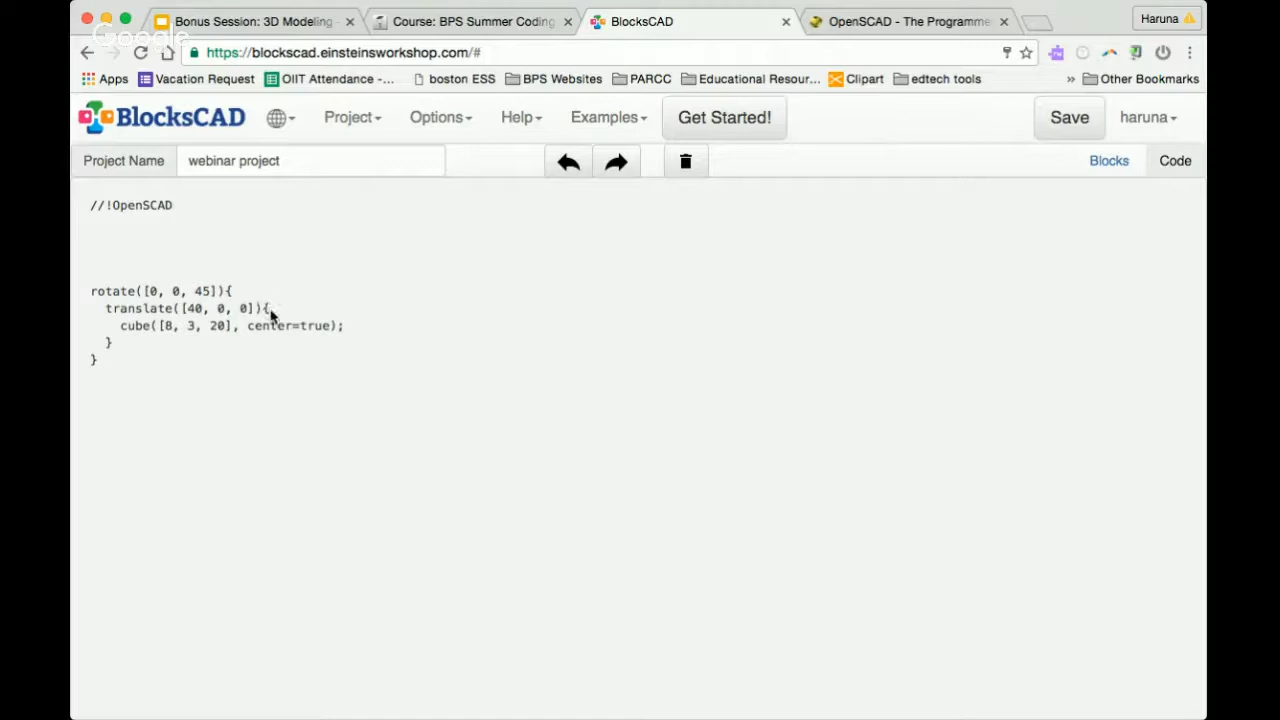 Bonus Session: 3D Modeling - Course: BPS Summer Coding BlocksCAD OpenSCAD - The Programme Haruna
Google
https://blockscad.einsteinsworkshop.com/#
Apps Vacation Request OIIT Attendance -... boston ESS BPS Websites PARCC Educational Resour... Clipart edtech tools » Other Bookmarks
BlocksCAD Project Options Help Examples Get Started! Save haruna
Project Name webinar project Blocks Code
//!OpenSCAD
rotate([0, 0, 45]){
translate([40, 0, 0]){
cube([8, 3, 20], center=true);
}
}